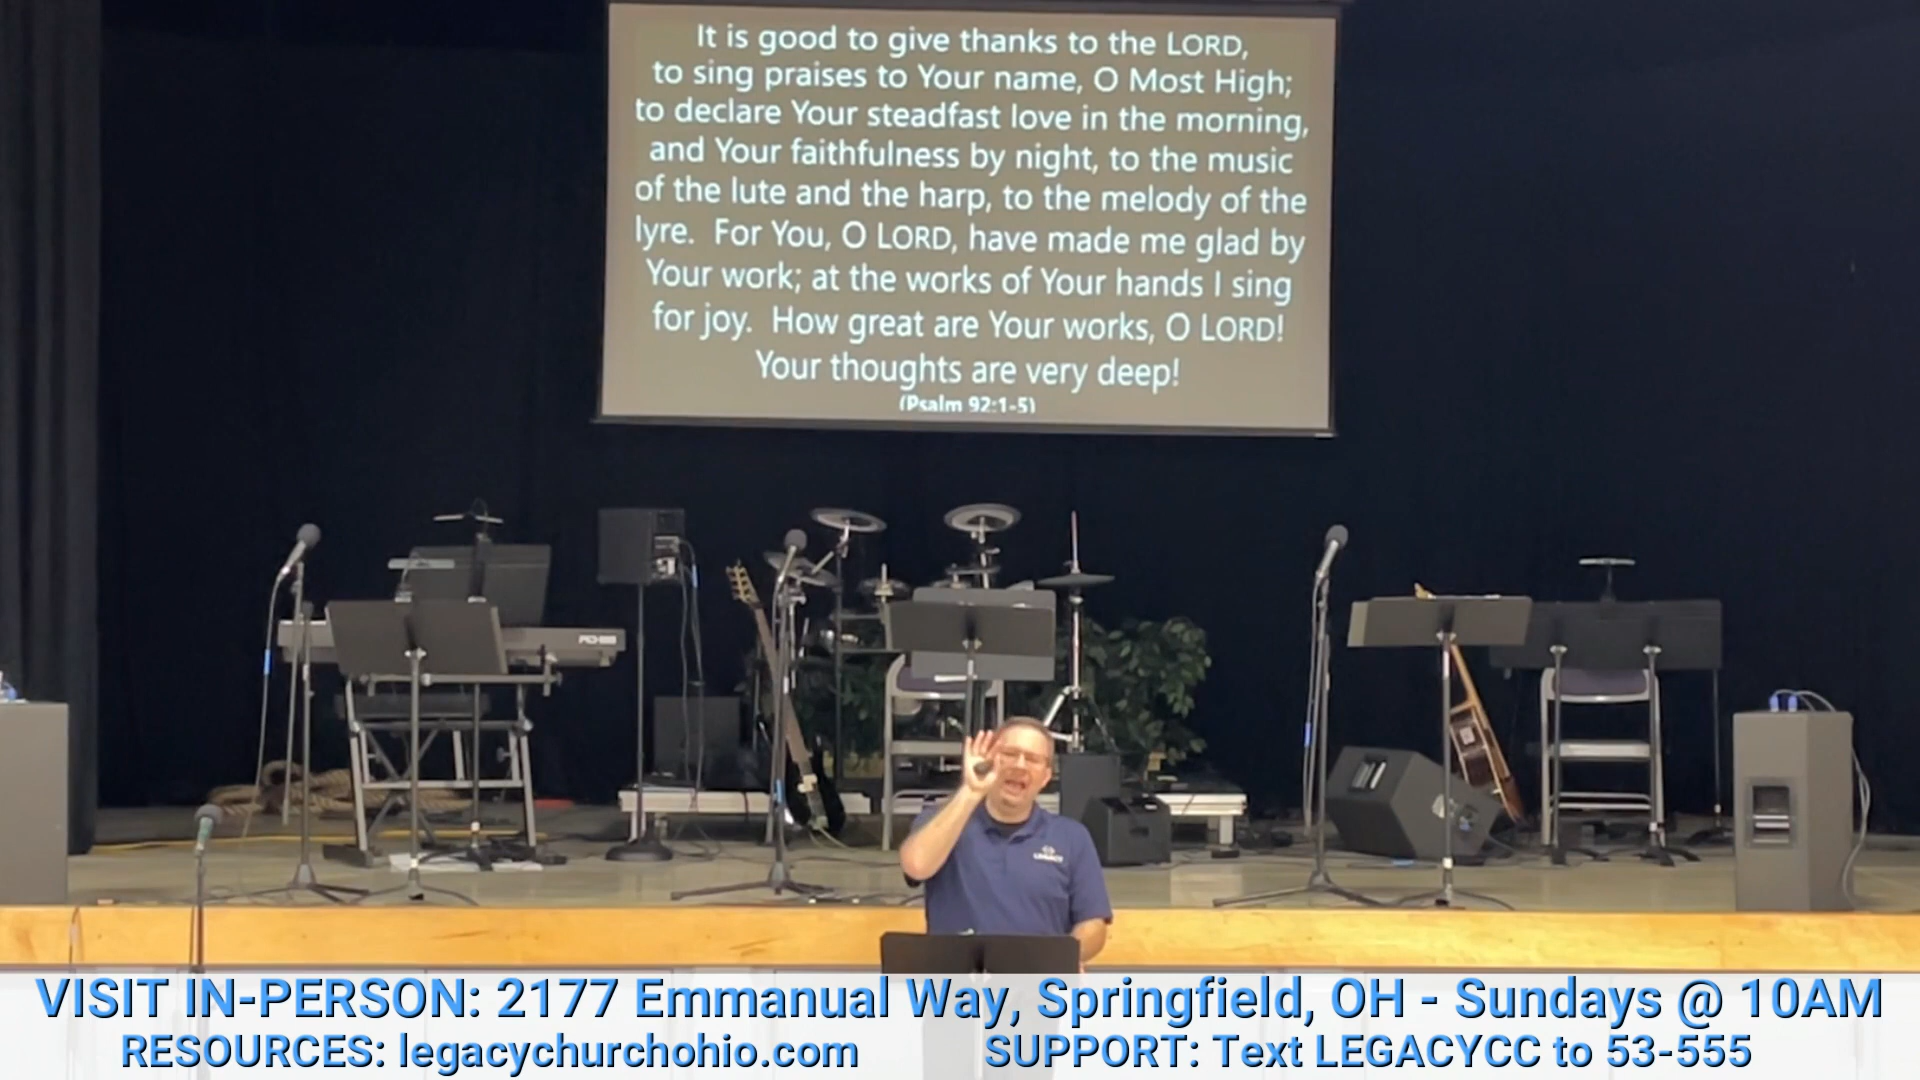 It is good to give thanks to the LORD,
to sing praises to Your name, O Most High;
to declare Your steadfast love in the morning,
and Your faithfulness by night, to the music
of the lute and the harp, to the melody of the
lyre. For You, O LORD, have made me glad by
Your work; at the works of Your hands I sing
for joy. How great are Your works, O LORD!
Your thoughts are very deep!
(Psalm 92:1-5)
LEGACY
VISIT IN-PERSON: 2177 Emmanual Way, Springfield, OH - Sundays @ 10AM
RESOURCES: legacychurchohio.com
SUPPORT: Text LEGACYCC to 53-555